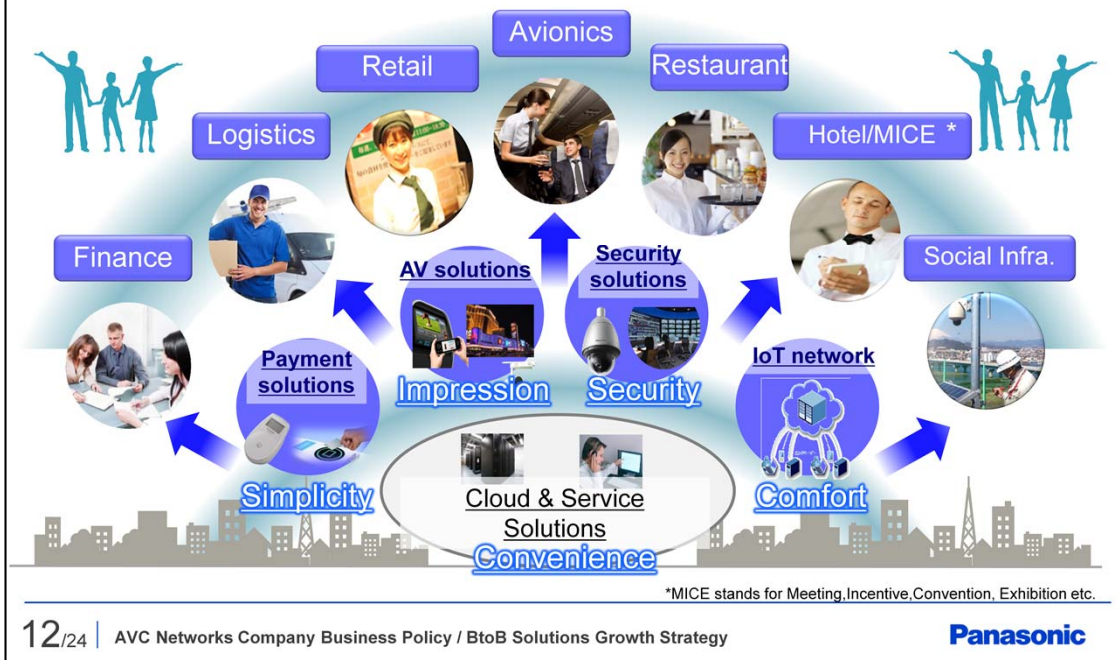 Avionics
Retail
Restaurant
Logistics
Hotel/MICE *
Finance
Social Infra.
AV solutions
Security
solutions
Payment
solutions
IoT network
Impression
Security
Simplicity
Comfort
Cloud & Service
Solutions
Convenience
*MICE stands for Meeting,Incentive,Convention, Exhibition etc.
12/24 AVC Networks Company Business Policy / BtoB Solutions Growth Strategy
Panasonic